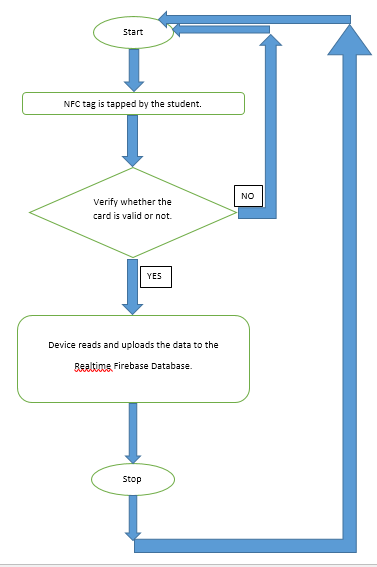 Start
NFC tag is tapped by the student.
Verify whether the
card is valid or not.
NO
YES
Device reads and uploads the data to the
Realtime Firebase Database.
Stop